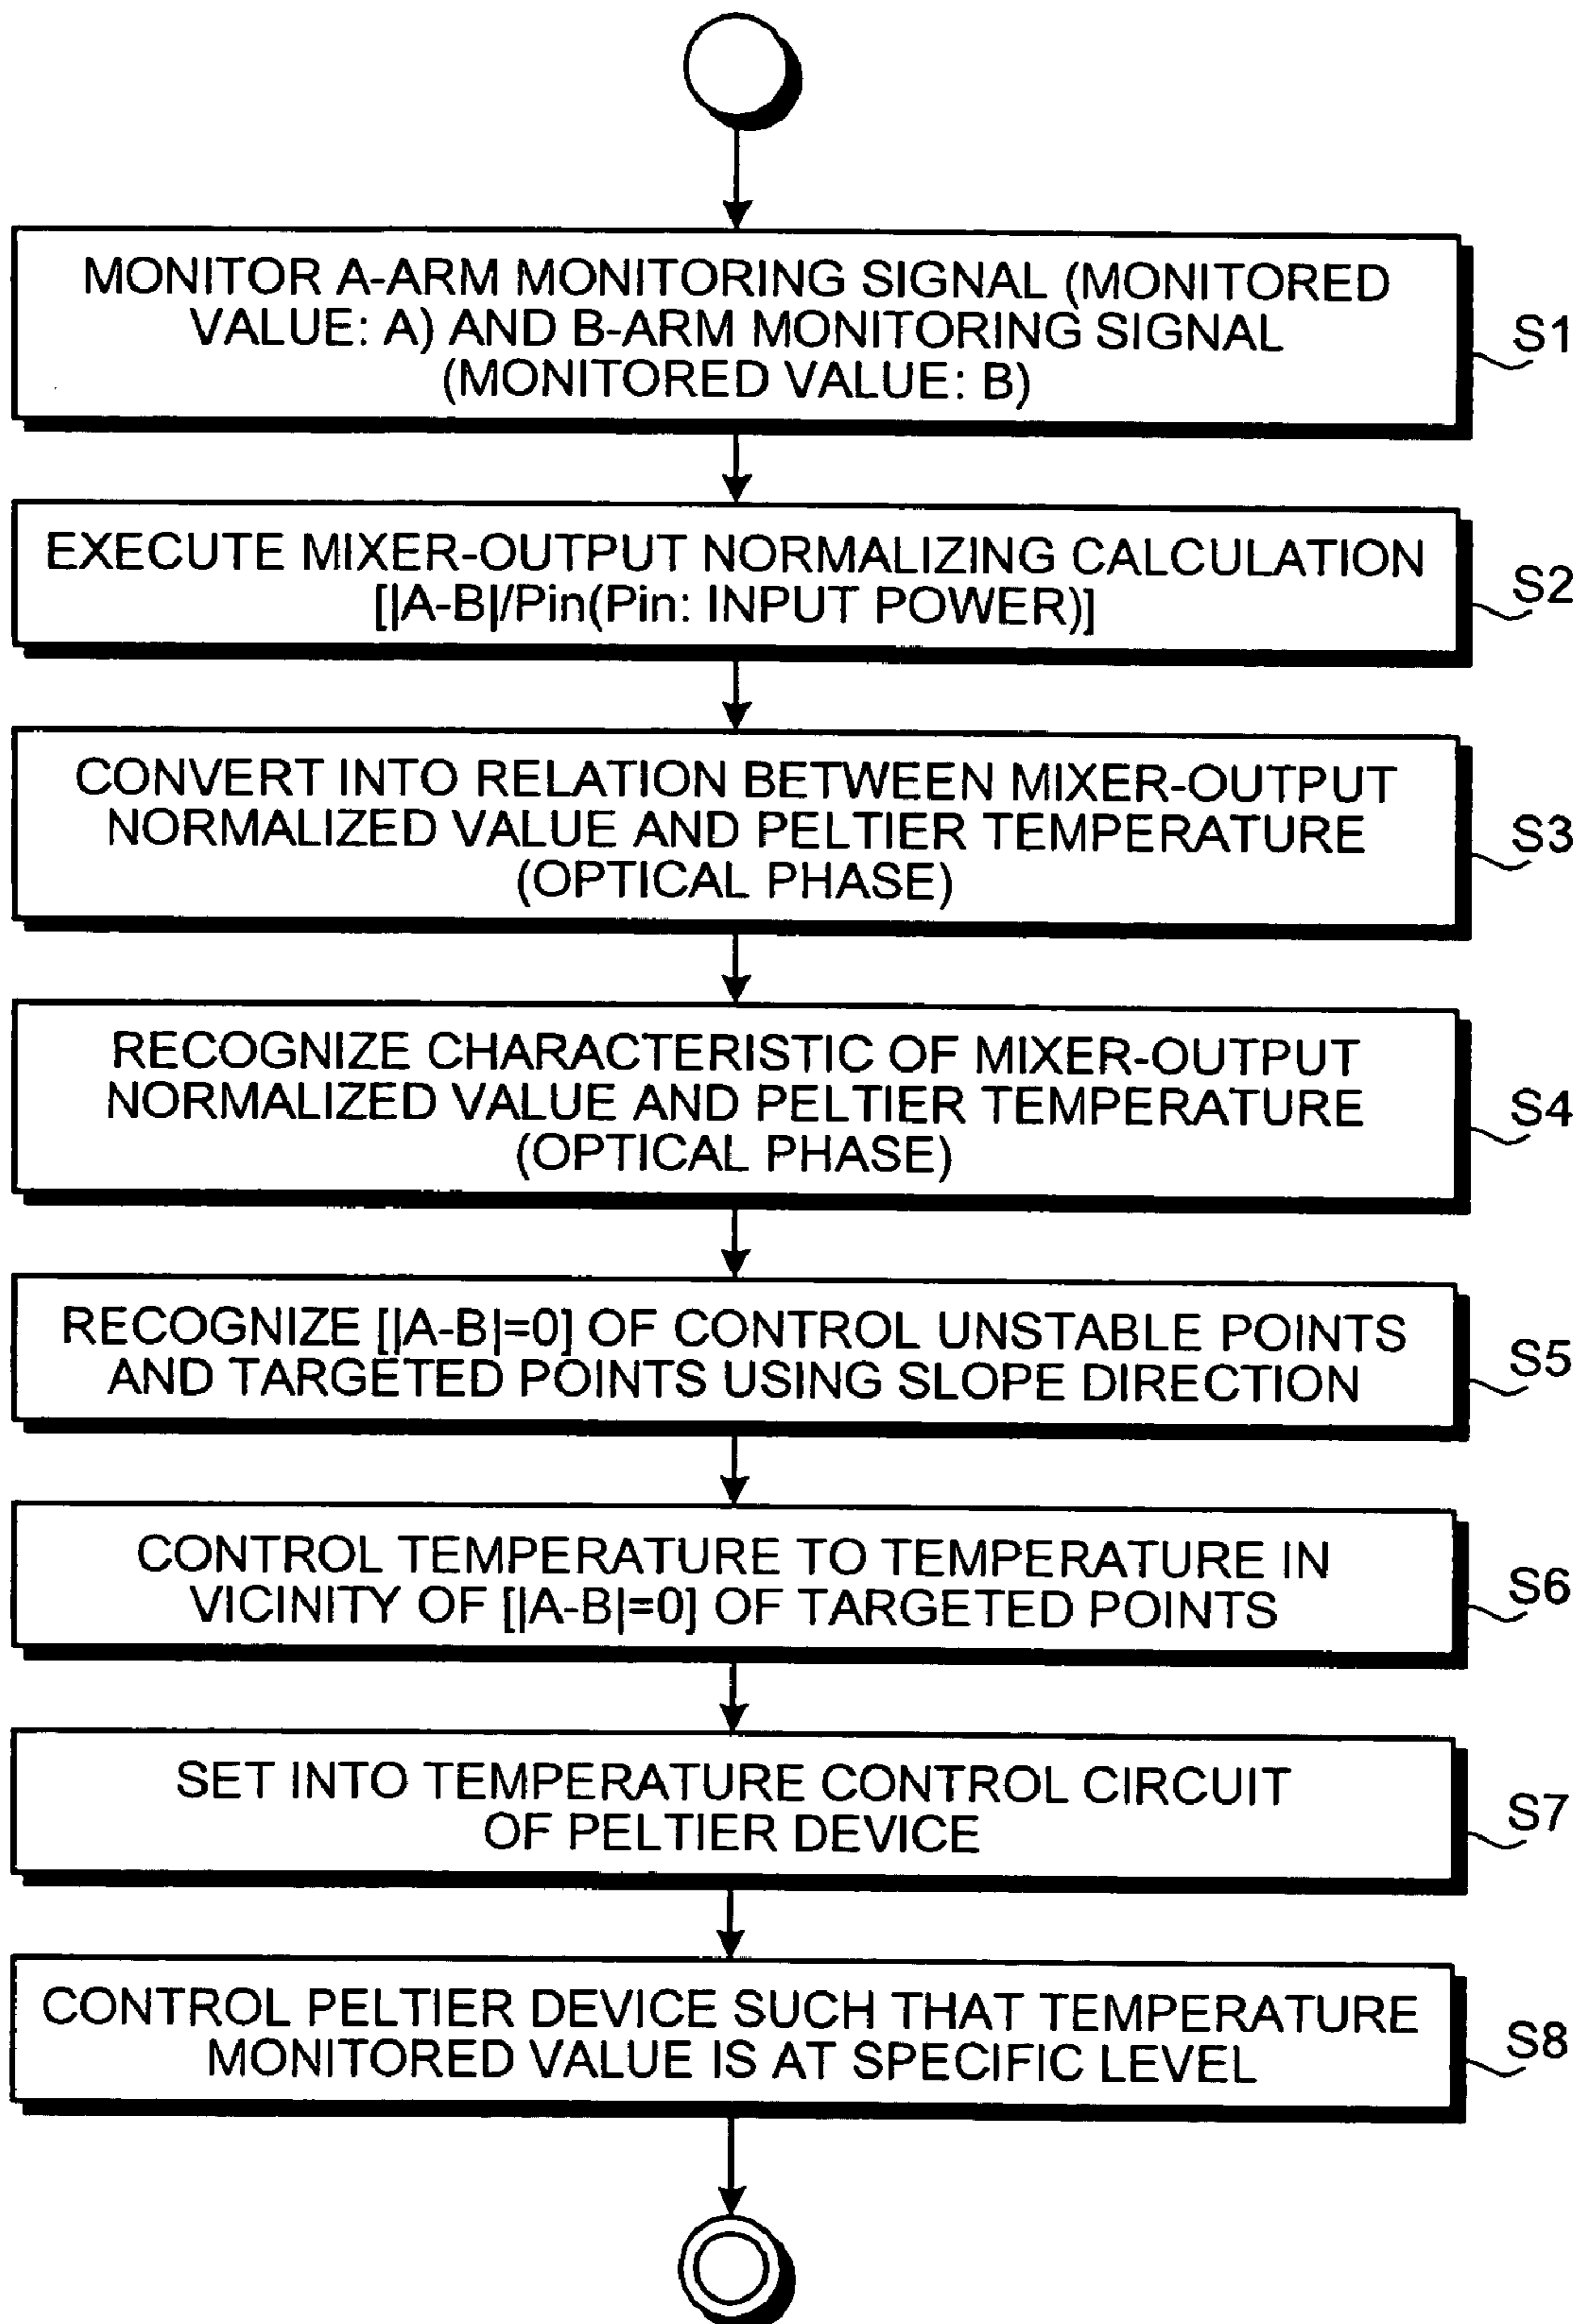 MONITOR A-ARM MONITORING SIGNAL (MONITORED
VALUE: A) AND B-ARM MONITORING SIGNAL
(MONITORED VALUE: B)
S1
EXECUTE MIXER-OUTPUT NORMALIZING CALCULATION
[|A-B|/Pin(Pin: INPUT POWER)]
S2
CONVERT INTO RELATION BETWEEN MIXER-OUTPUT
NORMALIZED VALUE AND PELTIER TEMPERATURE
(OPTICAL PHASE)
S3
RECOGNIZE CHARACTERISTIC OF MIXER-OUTPUT
NORMALIZED VALUE AND PELTIER TEMPERATURE
(OPTICAL PHASE)
S4
RECOGNIZE [|A-B|=0] OF CONTROL UNSTABLE POINTS
AND TARGETED POINTS USING SLOPE DIRECTION
S5
CONTROL TEMPERATURE TO TEMPERATURE IN
VICINITY OF [|A-B|=0] OF TARGETED POINTS
S6
SET INTO TEMPERATURE CONTROL CIRCUIT
OF PELTIER DEVICE
S7
CONTROL PELTIER DEVICE SUCH THAT TEMPERATURE
MONITORED VALUE IS AT SPECIFIC LEVEL
S8